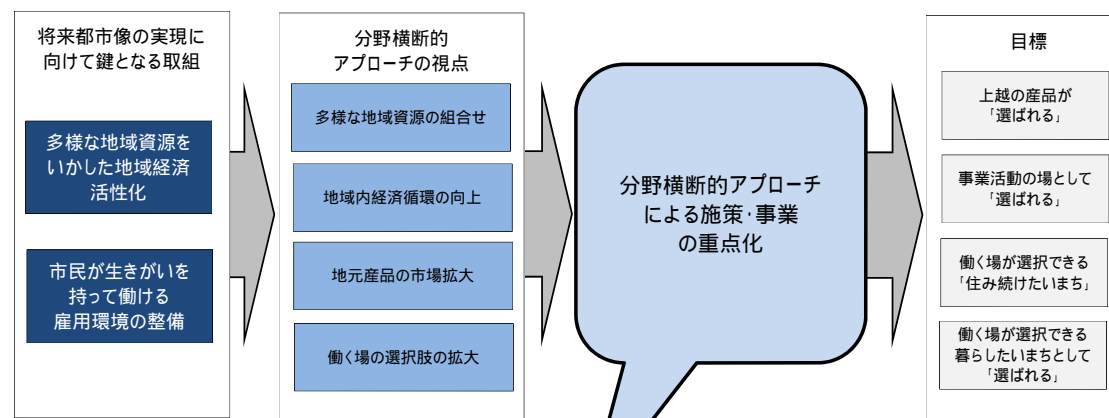 将来都市像の実現に
向けて鍵となる取組
多様な地域資源を
いかした地域経済
活性化
市民が生きがいを
持って働ける
雇用環境の整備
分野横断的
アプローチの視点
多様な地域資源の組合せ
地域内経済循環の向上
地元産品の市場拡大
働く場の選択肢の拡大
分野横断的アプローチ
による施策・事業
の重点化
目標
上越の産品が
「選ばれる」
事業活動の場として
「選ばれる」
働く場が選択できる
「住み続けたいまち」
働く場が選択できる
暮らしたいまちとして
「選ばれる」